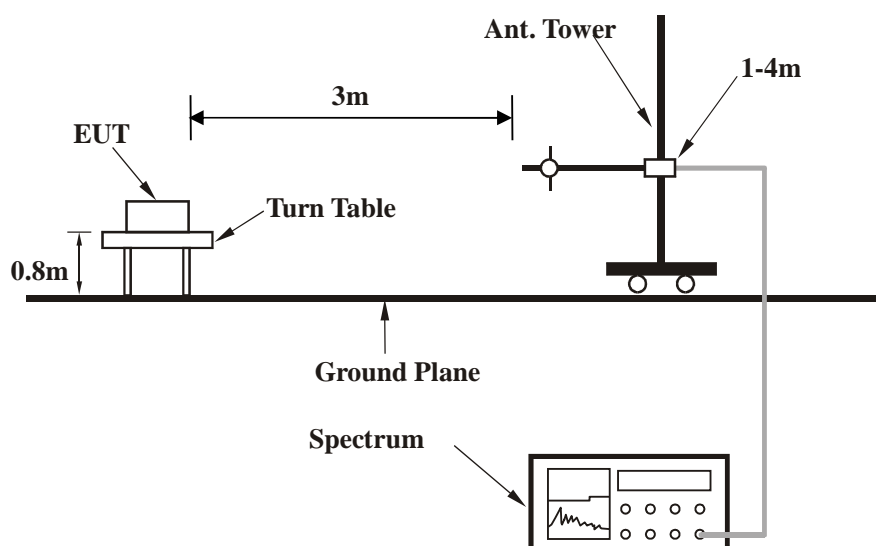 Ant. Tower
1-4m
3m
EUT
Turn Table
0.8m
Ground Plane
Spectrum